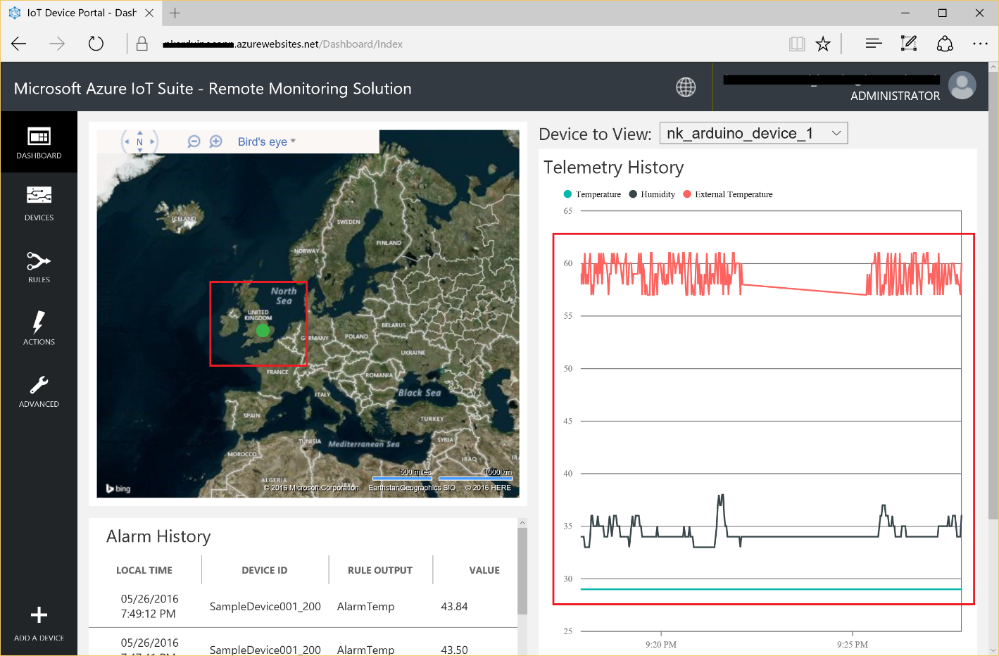 IoT Device Portal - Dash
.azurewebsites.net/Dashboard/Index
Microsoft Azure IoT Suite - Remote Monitoring Solution
ADMINISTRATOR
DASHBOARD
DEVICES
RULES
ACTIONS
ADVANCED
ADD A DEVICE
N
Bird's eye
ICELAND
SWEDEN
FINLAND
NORWAY
North
Sea
UNITED
KINGDOM
BELARUS
GERMANY
POLAND
UKRAINE
FRANCE
ROMANIA
ITALY
Black Sea
SPAIN
TURKEY
TUNISIA
Mediterranean Sea
SYRIA
MOROCCO
IRAQ
ALGERIA
500 miles
1000 km
bing
© 2016 Microsoft Corporation
Earthstar Geographics SIO
© 2016 HERE
Alarm History
LOCAL TIME DEVICE ID RULE OUTPUT VALUE
05/26/2016
7:49:12 PM SampleDevice001_200 AlarmTemp 43.84
05/26/2016
SampleDevice001_200 AlarmTemp 43.50
Device to View: nk_arduino_device_1
Telemetry History
Temperature Humidity External Temperature
65
60
55
50
45
40
35
30
25
9:20 PM 9:25 PM